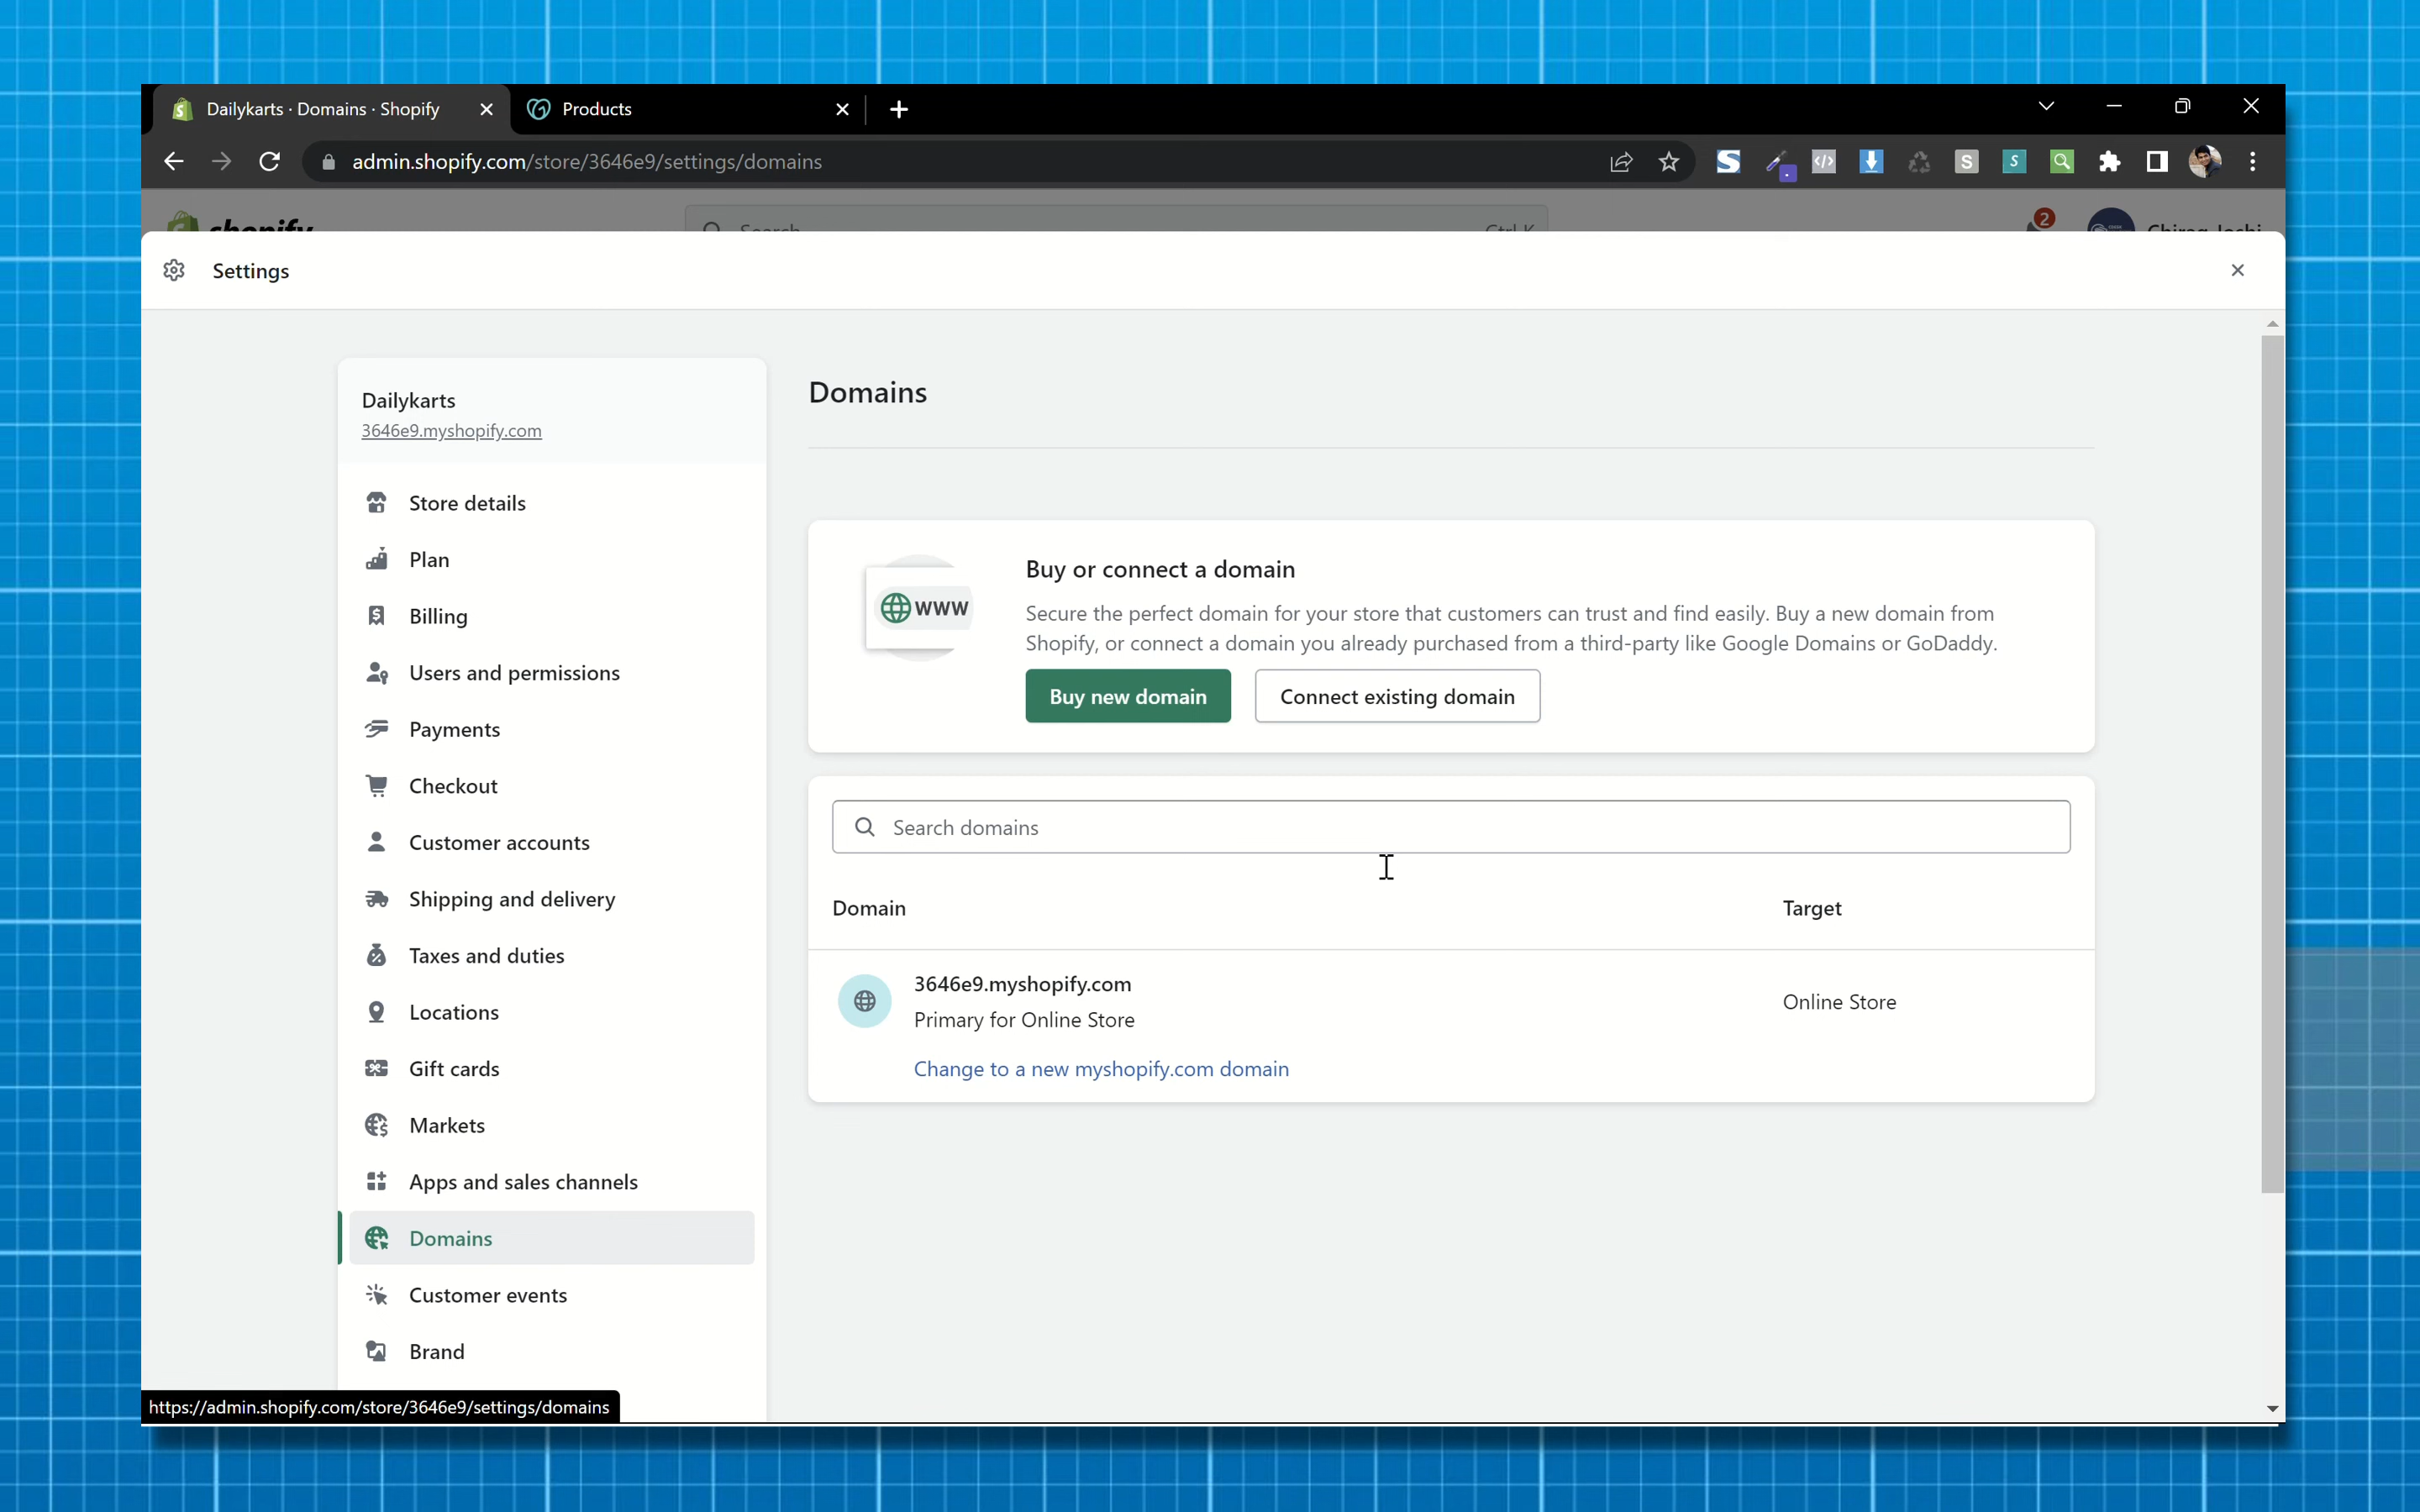 Dailykarts · Domains · Shopify
Products
admin.shopify.com/store/3646e9/settings/domains
shopify
Search
Ctrl K
2
Chirag Joshi
Settings
Dailykarts
3646e9.myshopify.com
Store details
Plan
Billing
Users and permissions
Payments
Checkout
Customer accounts
Shipping and delivery
Taxes and duties
Locations
Gift cards
Markets
Apps and sales channels
Domains
Customer events
Brand
https://admin.shopify.com/store/3646e9/settings/domains
Domains
www
Buy or connect a domain
Secure the perfect domain for your store that customers can trust and find easily. Buy a new domain from
Shopify, or connect a domain you already purchased from a third-party like Google Domains or GoDaddy.
Buy new domain
Connect existing domain
Search domains
Domain
Target
3646e9.myshopify.com
Primary for Online Store
Online Store
Change to a new myshopify.com domain